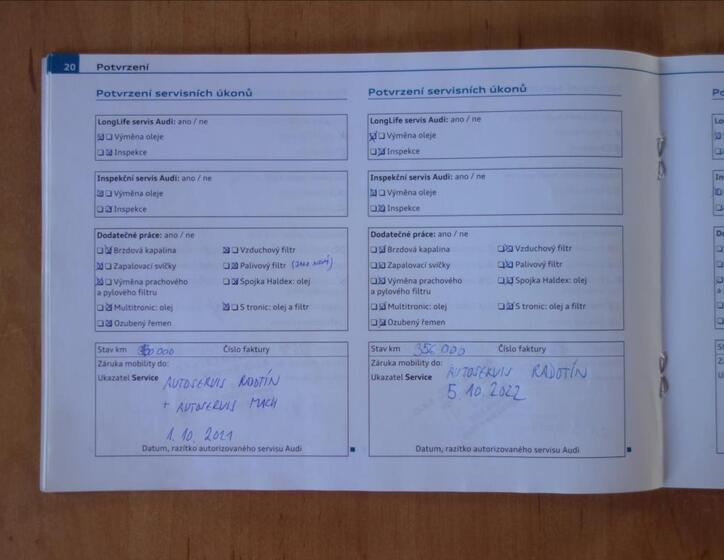 20 Potvrzení
Potvrzení servisních úkonů
LongLife servis Audi: ano / ne
Výměna oleje
Inspekce
Inspekční servis Audi: ano / ne
Výměna oleje
Inspekce
Dodatečné práce: ano / ne
Brzdová kapalina
Vzduchový filtr
Zapalovací svíčky
Palivový filtr
Výměna prachového
a pylového filtru
Spojka Haldex: olej
Multitronic: olej
S tronic: olej a filtr
Ozubený řemen
Stav km
Číslo faktury
Záruka mobility do:
Ukazatel Service
AUTOSERVIS RADOTÍN
+ AUTOSERVIS MACH
1. 10. 2021
Datum, razítko autorizovaného servisu Audi
Potvrzení servisních úkonů
LongLife servis Audi: ano / ne
Výměna oleje
Inspekce
Inspekční servis Audi: ano / ne
Výměna oleje
Inspekce
Dodatečné práce: ano / ne
Brzdová kapalina
Vzduchový filtr
Zapalovací svíčky
Palivový filtr
Výměna prachového
a pylového filtru
Spojka Haldex: olej
Multitronic: olej
S tronic: olej a filtr
Ozubený řemen
Stav km 356 000 Číslo faktury
Záruka mobility do:
Ukazatel Service
AUTOSERVIS RADOTÍN
5. 10. 2022
Datum, razítko autorizovaného servisu Audi